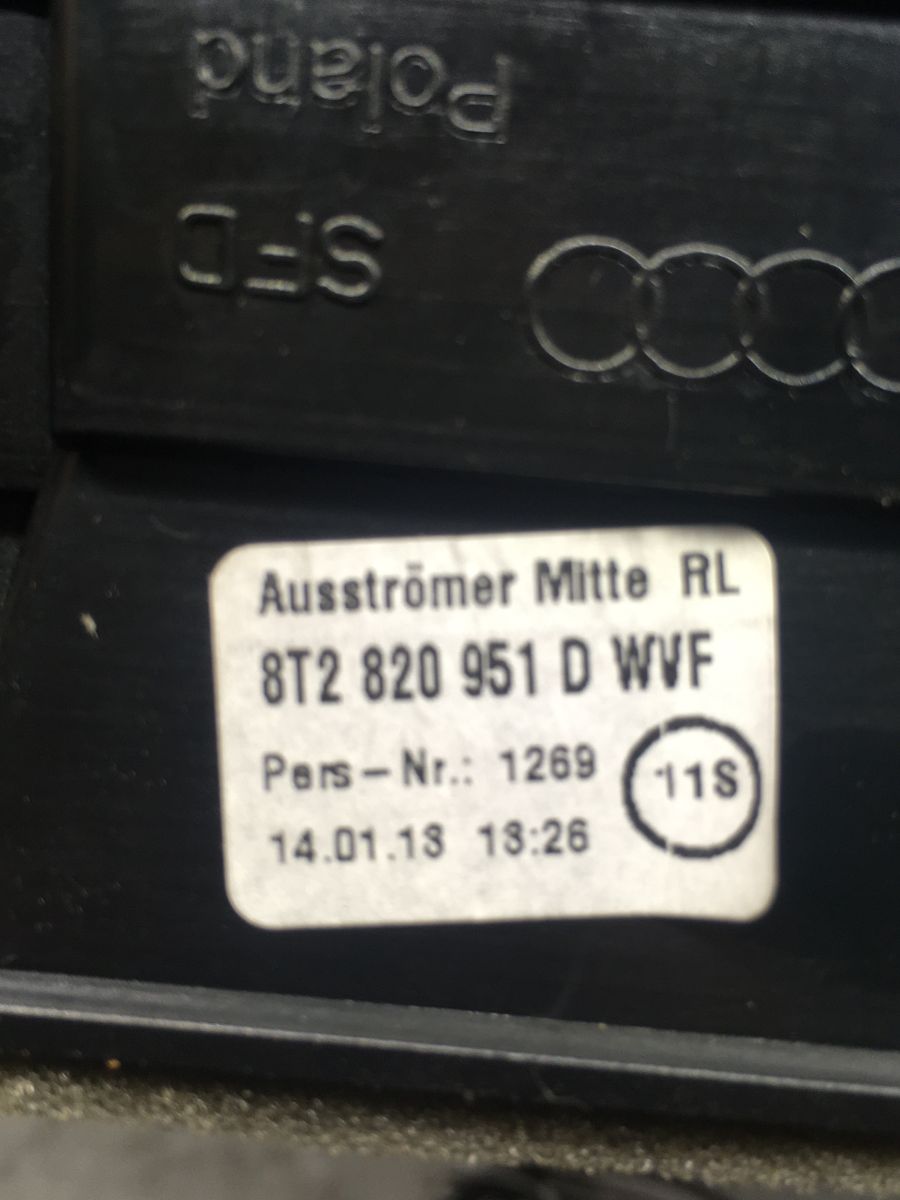 Poland
SFD
Ausströmer Mitte RL
8T2 820 951 D WVF
Pers-Nr.: 1269
11S
14.01.13 13:26